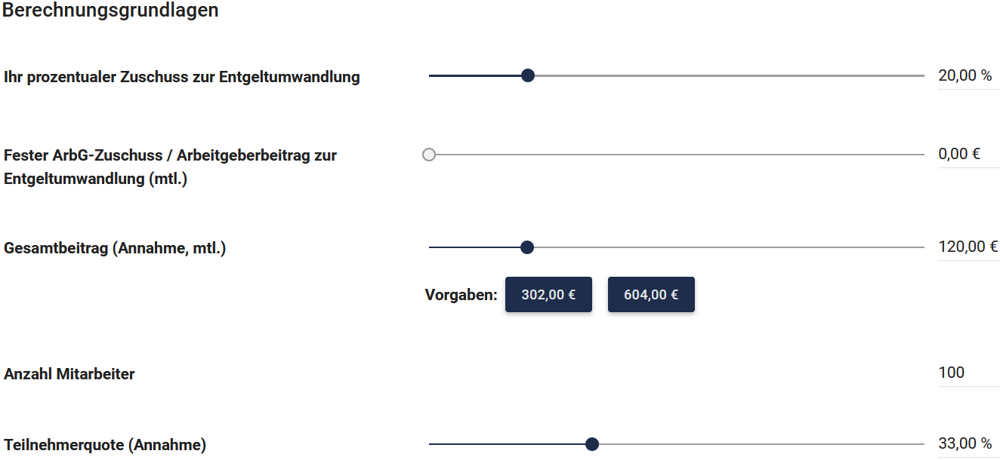 Berechnungsgrundlagen
Ihr prozentualer Zuschuss zur Entgeltumwandlung 20,00 %
Fester ArbG-Zuschuss / Arbeitgeberbeitrag zur 0,00 €
Entgeltumwandlung (mtl.)
Gesamtbeitrag (Annahme, mtl.) 120,00 €
Vorgaben: 302,00 € 604,00 €
Anzahl Mitarbeiter 100
Teilnehmerquote (Annahme) 33,00 %